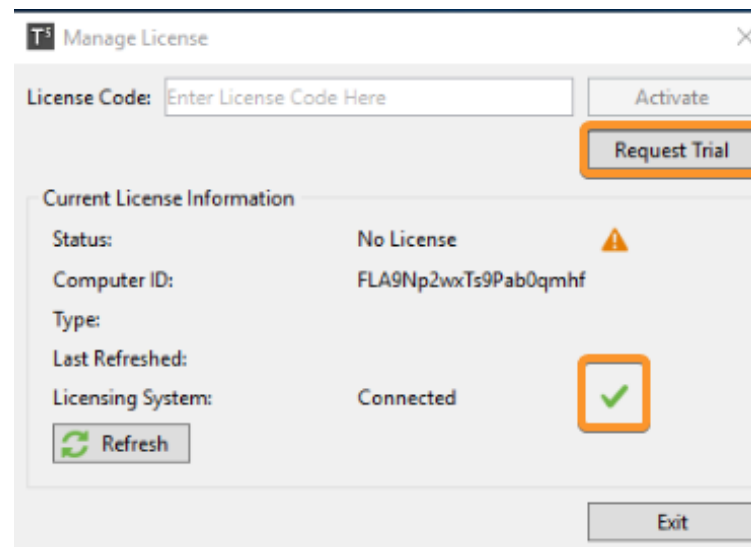 T5 Manage License
License Code: Enter License Code Here Activate
Request Trial
Current License Information
Status: No License
Computer ID: FLA9Np2wxTs9Pab0qmhf
Type:
Last Refreshed:
Licensing System: Connected
Refresh
Exit